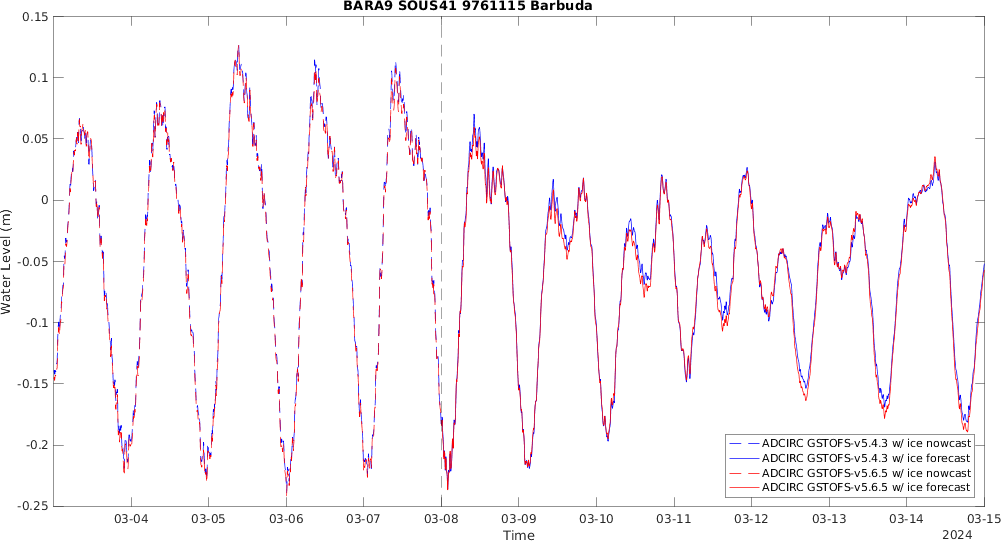 BARA9 SOUS41 9761115 Barbuda
0.15
0.1
0.05
0
-0.05
-0.1
-0.15
-0.2
-0.25
Water Level (m)
ADCIRC GSTOFS-v5.4.3 w/ ice nowcast
ADCIRC GSTOFS-v5.4.3 w/ ice forecast
ADCIRC GSTOFS-v5.6.5 w/ ice nowcast
ADCIRC GSTOFS-v5.6.5 w/ ice forecast
03-04 03-05 03-06 03-07 03-08 03-09 03-10 03-11 03-12 03-13 03-14 03-15
Time
2024